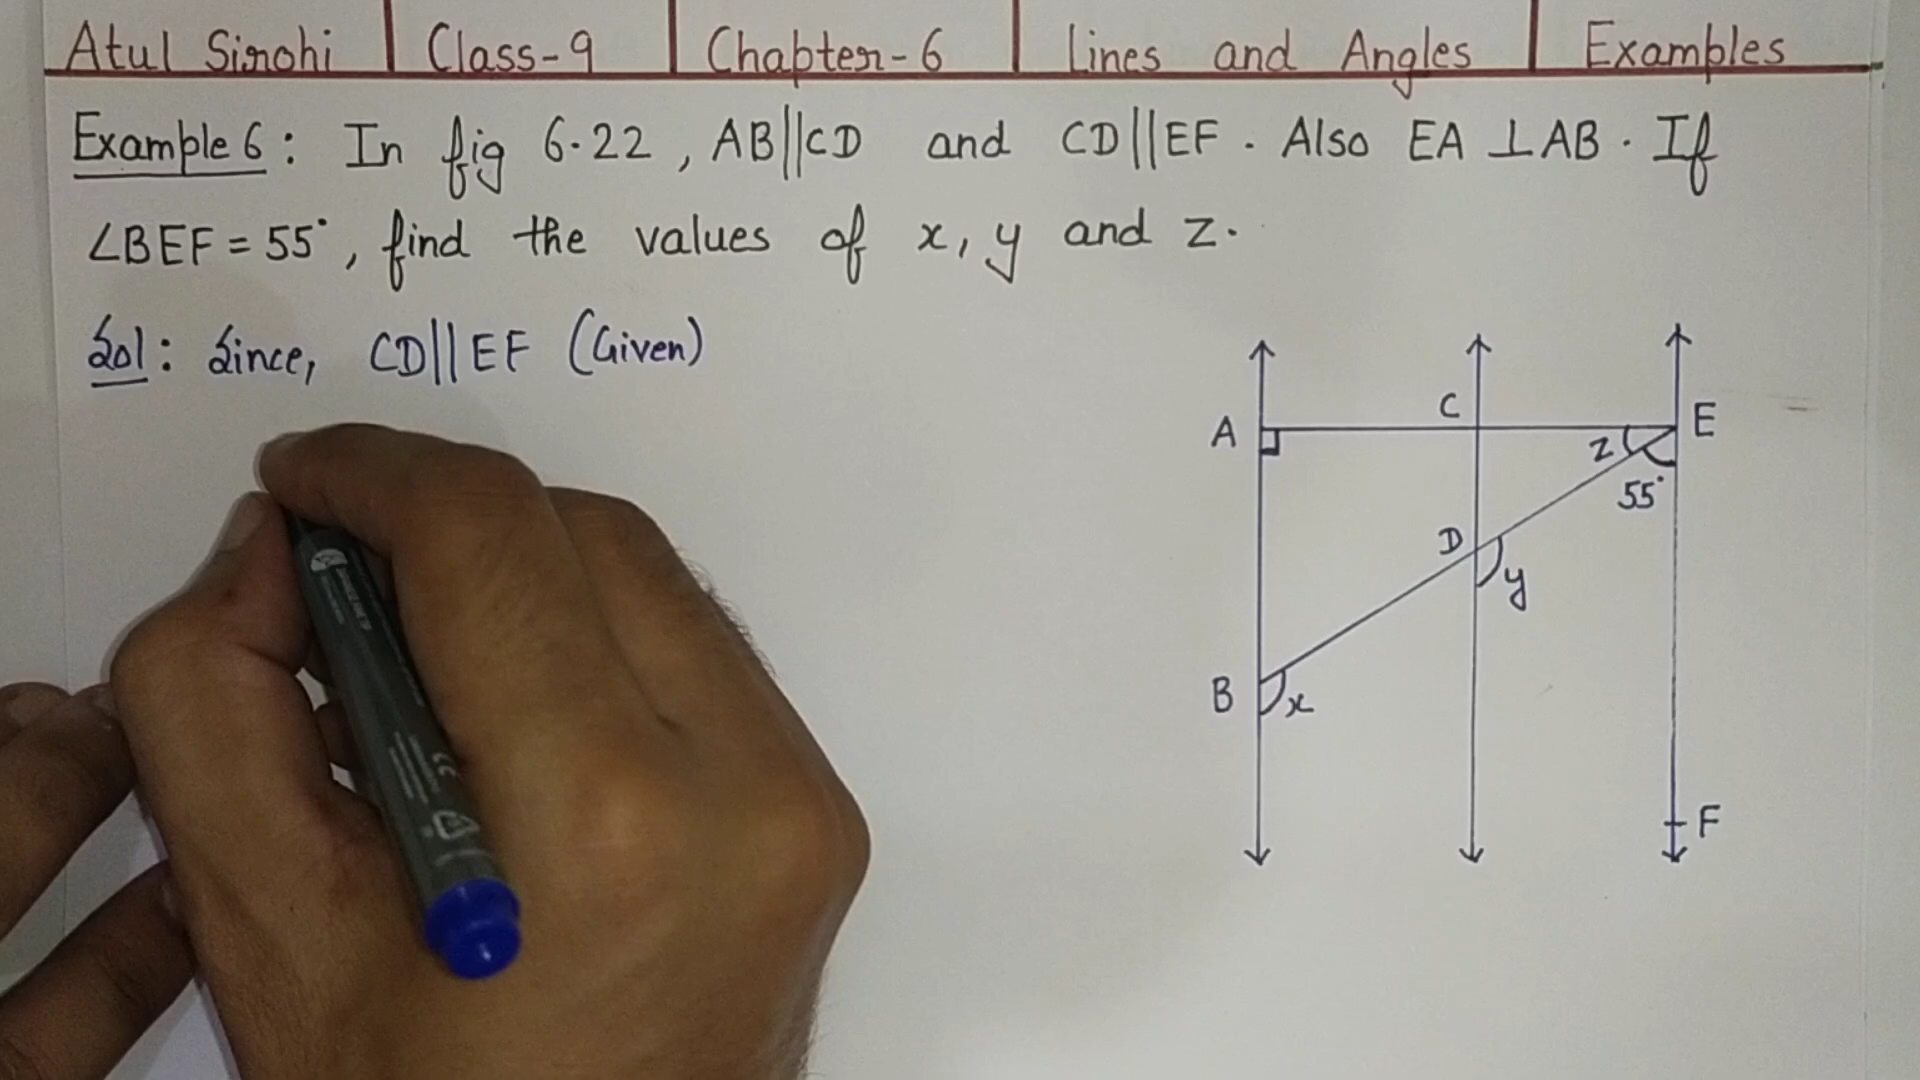 Atul Sirohi Class-9 Chapter-6 Lines and Angles Examples
Example 6: In fig 6.22, AB||CD and CD||EF. Also EA ⊥ AB. If
∠BEF = 55°, find the values of x, y and z.
Sol: Since, CD||EF (Given)
A C E
z
55°
D
y
B x
F